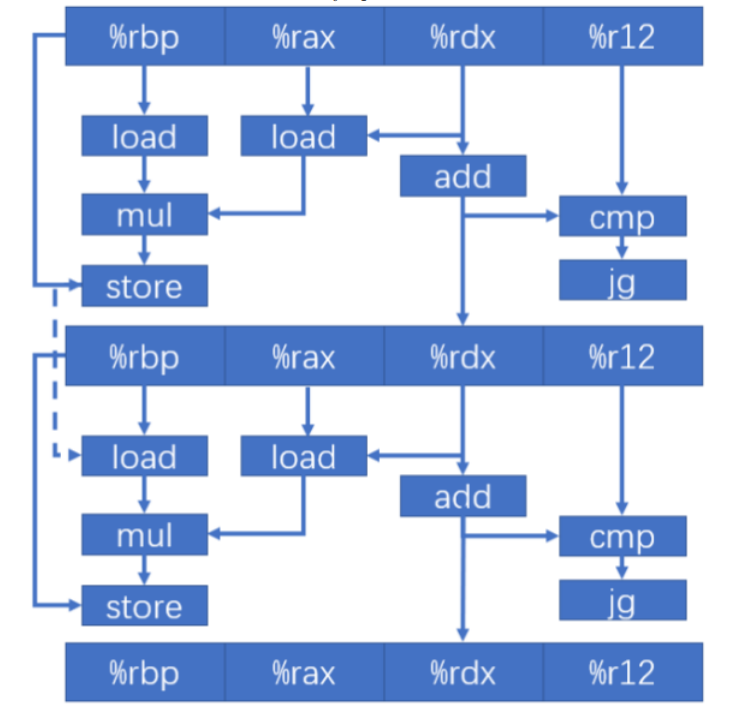 %rbp %rax %rdx %r12
load load
add
mul cmp
store jg
%rbp %rax %rdx %r12
load load
add
mul cmp
store jg
%rbp %rax %rdx %r12